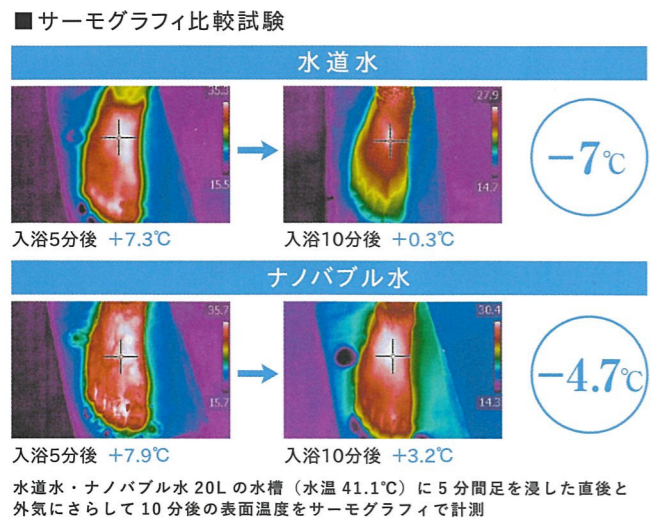 ■サーモグラフィ比較試験
水道水
35.3
15.5
27.9
14.7
−7℃
入浴5分後 +7.3℃
入浴10分後 +0.3℃
ナノバブル水
35.7
15.7
30.4
14.3
−4.7℃
入浴5分後 +7.9℃
入浴10分後 +3.2℃
水道水・ナノバブル水 20L の水槽（水温 41.1℃）に 5 分間足を浸した直後と
外気にさらして 10 分後の表面温度をサーモグラフィで計測